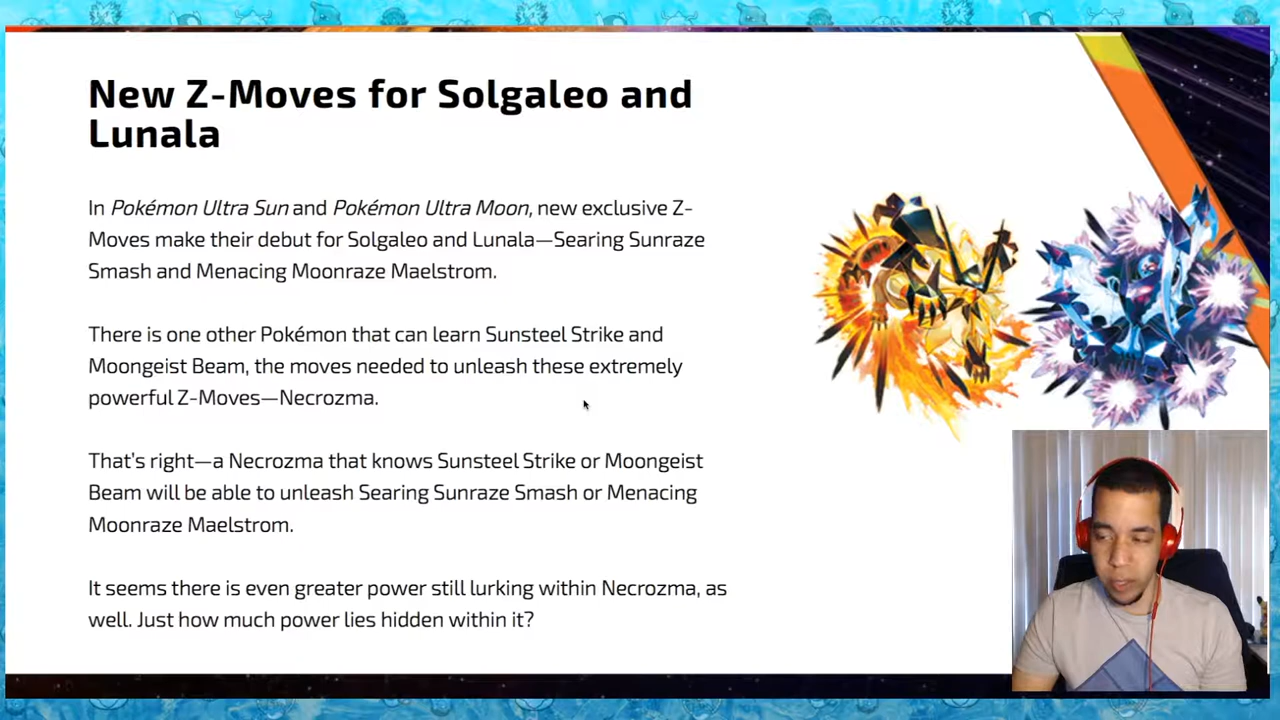 New Z-Moves for Solgaleo and
Lunala
In Pokémon Ultra Sun and Pokémon Ultra Moon, new exclusive Z-
Moves make their debut for Solgaleo and Lunala—Searing Sunraze
Smash and Menacing Moonraze Maelstrom.
There is one other Pokémon that can learn Sunsteel Strike and
Moongeist Beam, the moves needed to unleash these extremely
powerful Z-Moves—Necrozma.
That’s right—a Necrozma that knows Sunsteel Strike or Moongeist
Beam will be able to unleash Searing Sunraze Smash or Menacing
Moonraze Maelstrom.
It seems there is even greater power still lurking within Necrozma, as
well. Just how much power lies hidden within it?